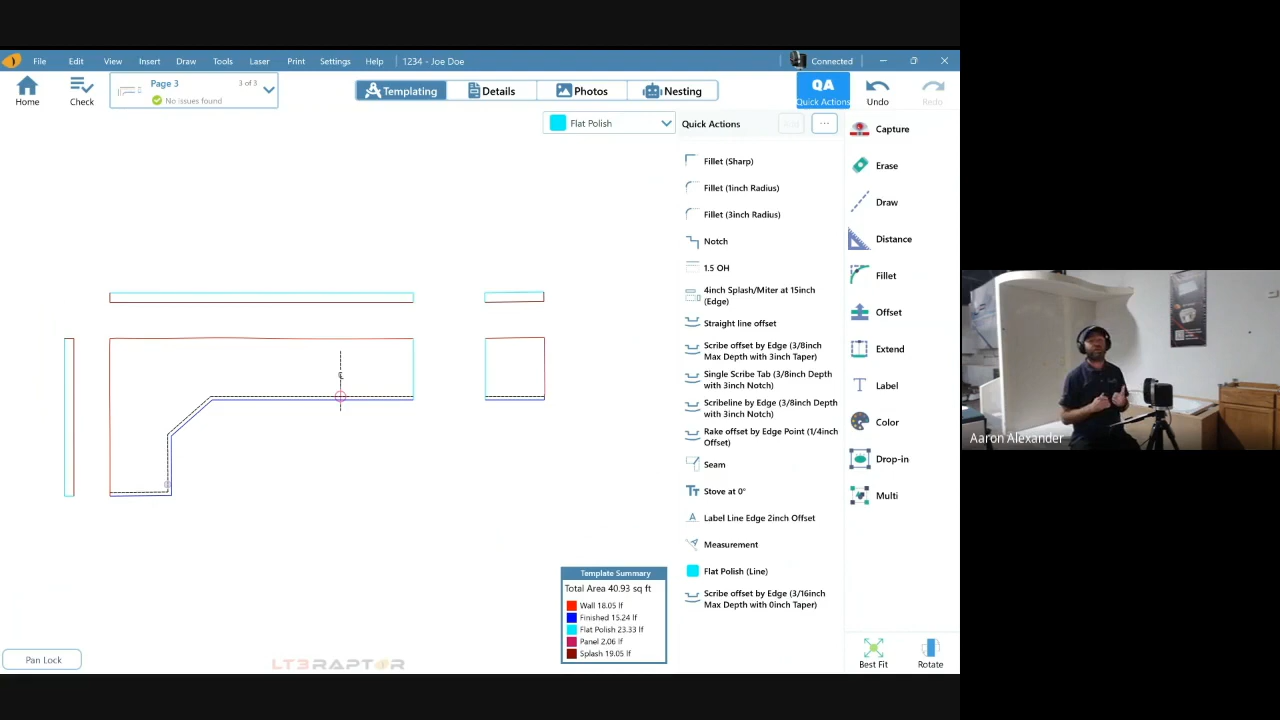 File Edit View Insert Draw Tools Laser Print Settings Help 1234 - Joe Doe Connected
Home
Check
Page 3
3 of 3
No issues found
Templating Details Photos Nesting
QA
Quick Actions
Undo
Redo
Flat Polish
Quick Actions
...
Fillet (Sharp)
Fillet (1inch Radius)
Fillet (3inch Radius)
Notch
1.5 OH
4inch Splash/Miter at 15inch
(Edge)
Straight line offset
Scribe offset by Edge (3/8inch
Max Depth with 3inch Taper)
Single Scribe Tab (3/8inch Depth
with 3inch Notch)
Scribeline by Edge (3/8inch Depth
with 3inch Notch)
Rake offset by Edge Point (1/4inch
Offset)
Seam
Stove at 0°
Label Line Edge 2inch Offset
Measurement
Flat Polish (Line)
Scribe offset by Edge (3/16inch
Max Depth with 0inch Taper)
Capture
Erase
Draw
Distance
Fillet
Offset
Extend
Label
Color
Drop-in
Multi
Best Fit
Rotate
Template Summary
Total Area 40.93 sq ft
Wall 18.05 lf
Finished 15.24 lf
Flat Polish 23.33 lf
Panel 2.06 lf
Splash 19.05 lf
Pan Lock
LT3RAPTOR
Aaron Alexander